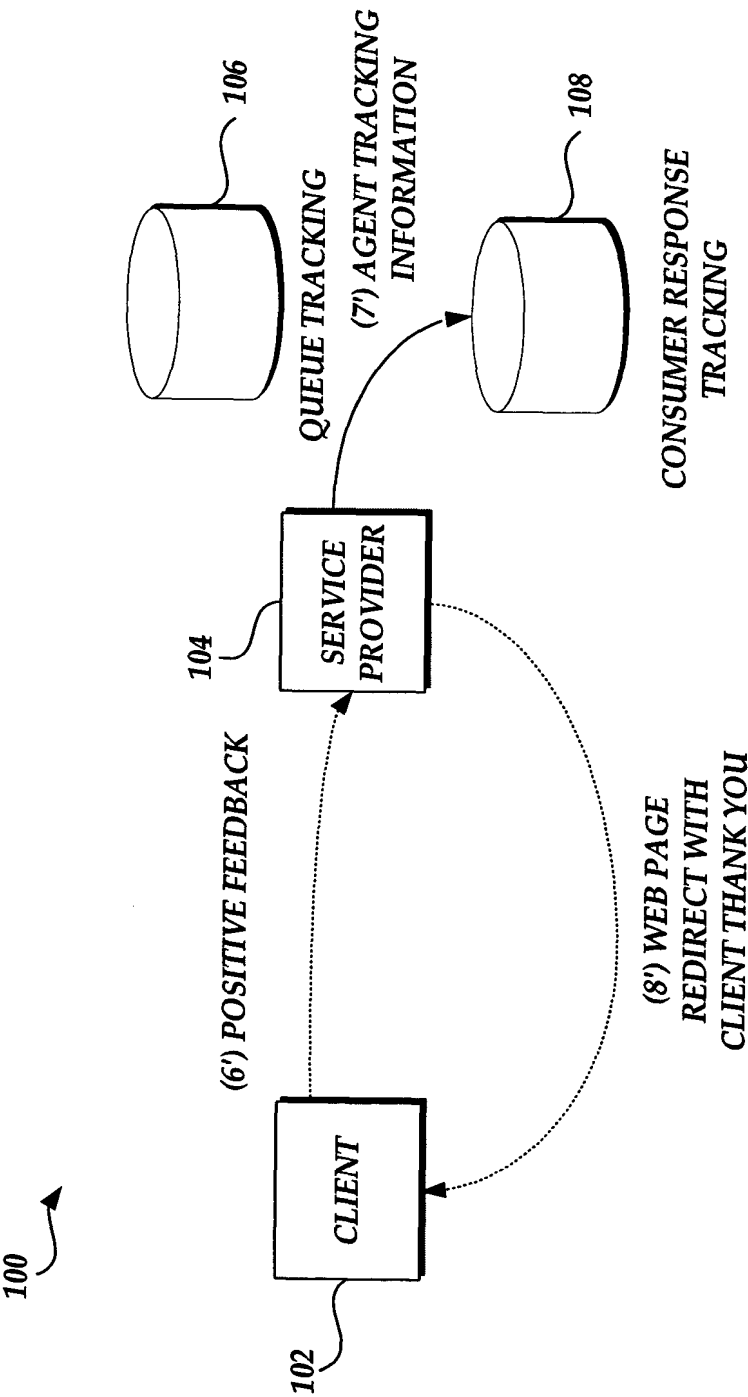 100
102
CLIENT
(6') POSITIVE FEEDBACK
104
SERVICE
PROVIDER
(8') WEB PAGE
REDIRECT WITH
CLIENT THANK YOU
106
QUEUE TRACKING
(7') AGENT TRACKING
INFORMATION
108
CONSUMER RESPONSE
TRACKING